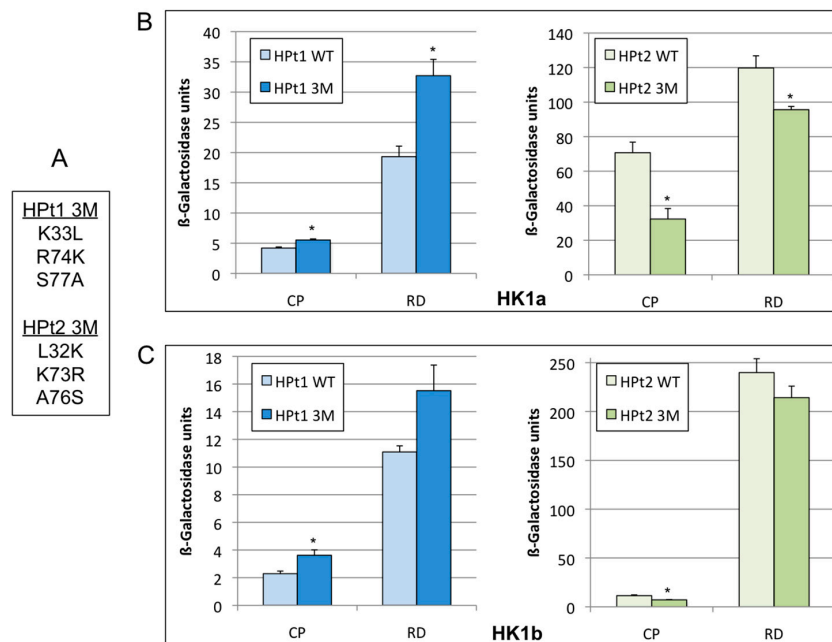 A
HPt1 3M
K33L
R74K
S77A
HPt2 3M
L32K
K73R
A76S
B
ß-Galactosidase units
40
35
30
25
20
15
10
5
0
HPt1 WT
HPt1 3M
*
*
CP
RD
ß-Galactosidase units
140
120
100
80
60
40
20
0
HPt2 WT
HPt2 3M
*
*
CP
RD
HK1a
C
ß-Galactosidase units
18
16
14
12
10
8
6
4
2
0
HPt1 WT
HPt1 3M
*
CP
RD
ß-Galactosidase units
250
200
150
100
50
0
HPt2 WT
HPt2 3M
*
CP
RD
HK1b